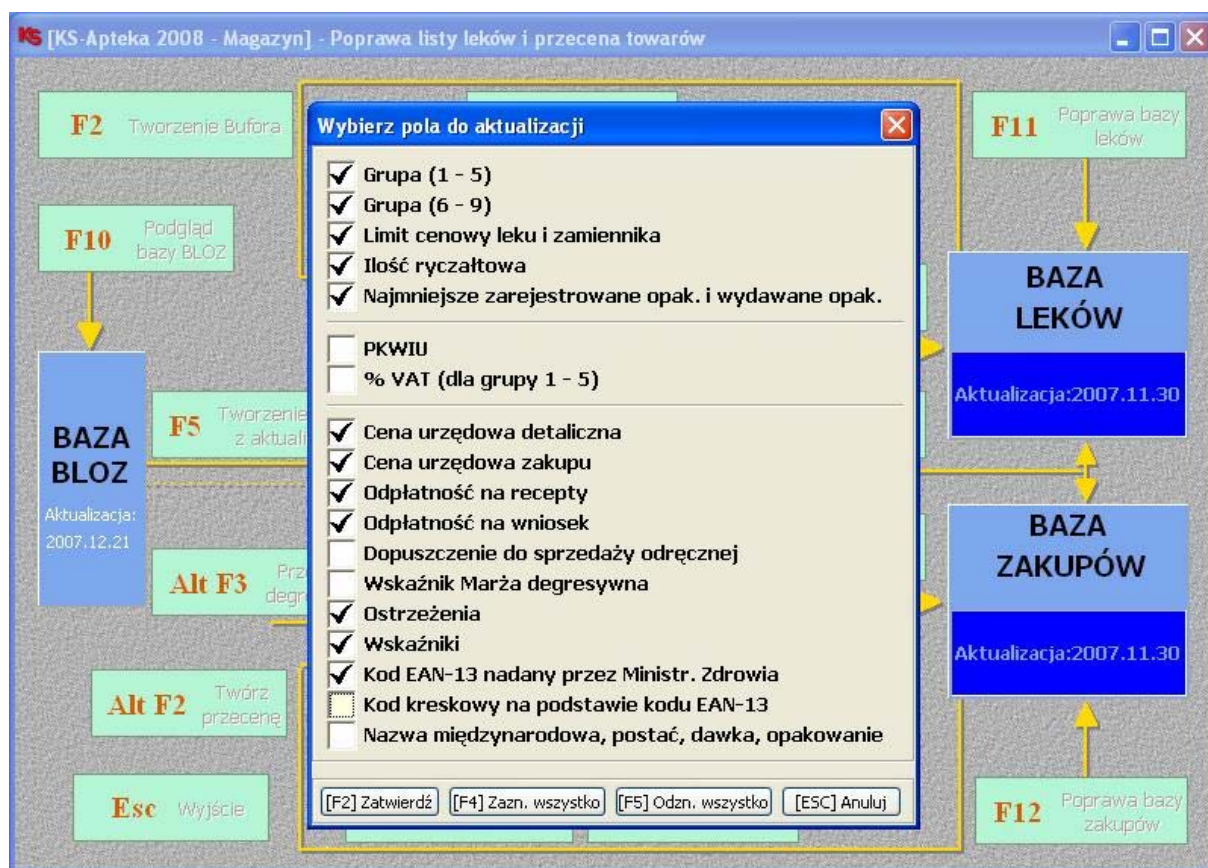 KS [KS-Apteka 2008 - Magazyn] - Poprawa listy leków i przecena towarów
F2 Tworzenie Bufora
F10 Podgląd
bazy BLOZ
BAZA
BLOZ
Aktualizacja:
2007.12.21
F5 Tworzenie
z aktuali
Alt F3
Alt F2 Twórz
przecenę
Esc Wyjście
Wybierz pola do aktualizacji
Grupa (1 - 5)
Grupa (6 - 9)
Limit cenowy leku i zamiennika
Ilość ryczałtowa
Najmniejsze zarejestrowane opak. i wydawane opak.
PKWIU
% VAT (dla grupy 1 - 5)
Cena urzędowa detaliczna
Cena urzędowa zakupu
Odpłatność na recepty
Odpłatność na wniosek
Dopuszczenie do sprzedaży odręcznej
Wskaźnik Marża degresywna
Ostrzeżenia
Wskaźniki
Kod EAN-13 nadany przez Ministr. Zdrowia
Kod kreskowy na podstawie kodu EAN-13
Nazwa międzynarodowa, postać, dawka, opakowanie
[F2] Zatwierdź [F4] Zazn. wszystko [F5] Odzn. wszystko [ESC] Anuluj
F11 Poprawa bazy
leków
BAZA
LEKÓW
Aktualizacja:2007.11.30
BAZA
ZAKUPÓW
Aktualizacja:2007.11.30
F12 Poprawa bazy
zakupów